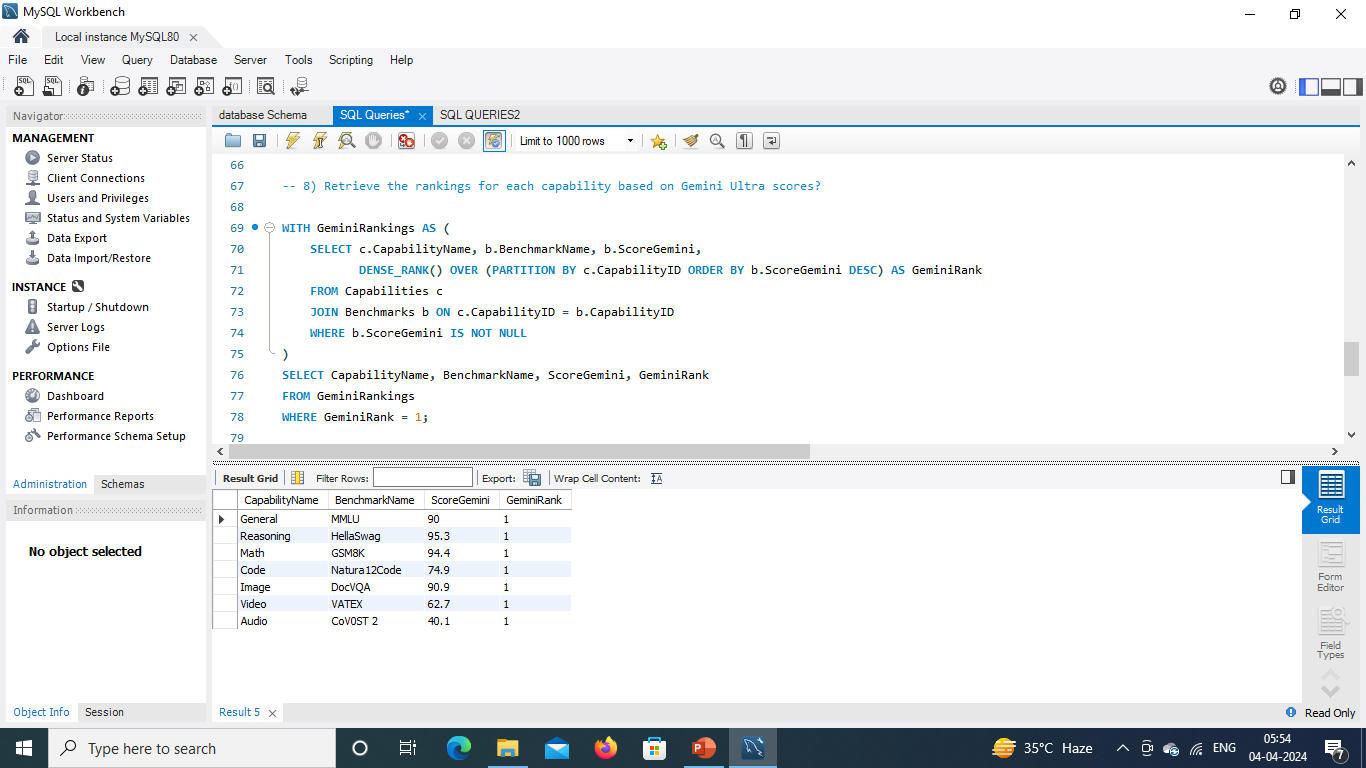 MySQL Workbench
Local instance MySQL80
File Edit View Query Database Server Tools Scripting Help
Navigator
MANAGEMENT
Server Status
Client Connections
Users and Privileges
Status and System Variables
Data Export
Data Import/Restore
INSTANCE
Startup / Shutdown
Server Logs
Options File
PERFORMANCE
Dashboard
Performance Reports
Performance Schema Setup
Administration Schemas
Information
No object selected
Object Info Session
database Schema SQL Queries* SQL QUERIES2
Limit to 1000 rows
66
67 -- 8) Retrieve the rankings for each capability based on Gemini Ultra scores?
68
69 WITH GeminiRankings AS (
70 SELECT c.CapabilityName, b.BenchmarkName, b.ScoreGemini,
71 DENSE_RANK() OVER (PARTITION BY c.CapabilityID ORDER BY b.ScoreGemini DESC) AS GeminiRank
72 FROM Capabilities c
73 JOIN Benchmarks b ON c.CapabilityID = b.CapabilityID
74 WHERE b.ScoreGemini IS NOT NULL
75 )
76 SELECT CapabilityName, BenchmarkName, ScoreGemini, GeminiRank
77 FROM GeminiRankings
78 WHERE GeminiRank = 1;
79
Result Grid Filter Rows: Export: Wrap Cell Content:
CapabilityName BenchmarkName ScoreGemini GeminiRank
General MMLU 90 1
Reasoning HellaSwag 95.3 1
Math GSM8K 94.4 1
Code Natura12Code 74.9 1
Image DocVQA 90.9 1
Video VATEX 62.7 1
Audio CoV0ST 2 40.1 1
Result Grid
Form Editor
Field Types
Result 5
Read Only
Type here to search
35°C Haze
ENG
05:54
04-04-2024
7